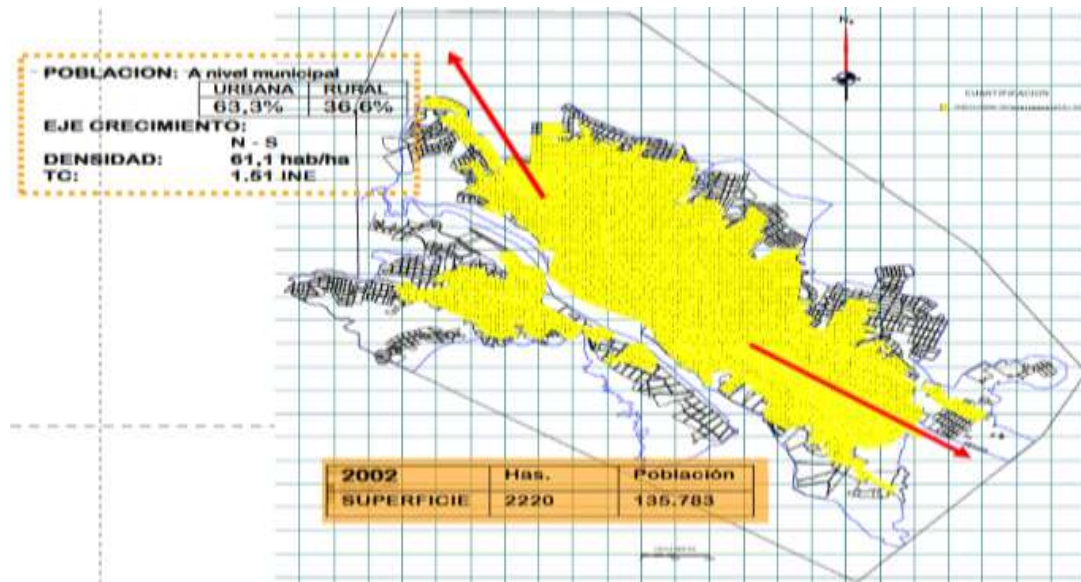 POBLACION: A nivel municipal
URBANA RURAL
63,3% 36,6%
EJE CRECIMIENTO:
N - S
DENSIDAD: 61,1 hab/ha
TC: 1.51 INE
CUANTIFICACION
2002 Has. Población
SUPERFICIE 2220 135.783